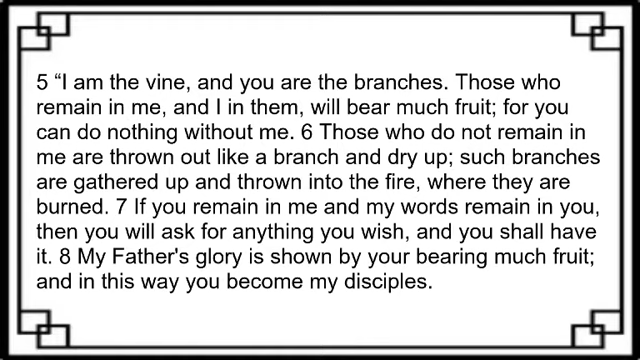 5 “I am the vine, and you are the branches. Those who
remain in me, and I in them, will bear much fruit; for you
can do nothing without me. 6 Those who do not remain in
me are thrown out like a branch and dry up; such branches
are gathered up and thrown into the fire, where they are
burned. 7 If you remain in me and my words remain in you,
then you will ask for anything you wish, and you shall have
it. 8 My Father's glory is shown by your bearing much fruit;
and in this way you become my disciples.